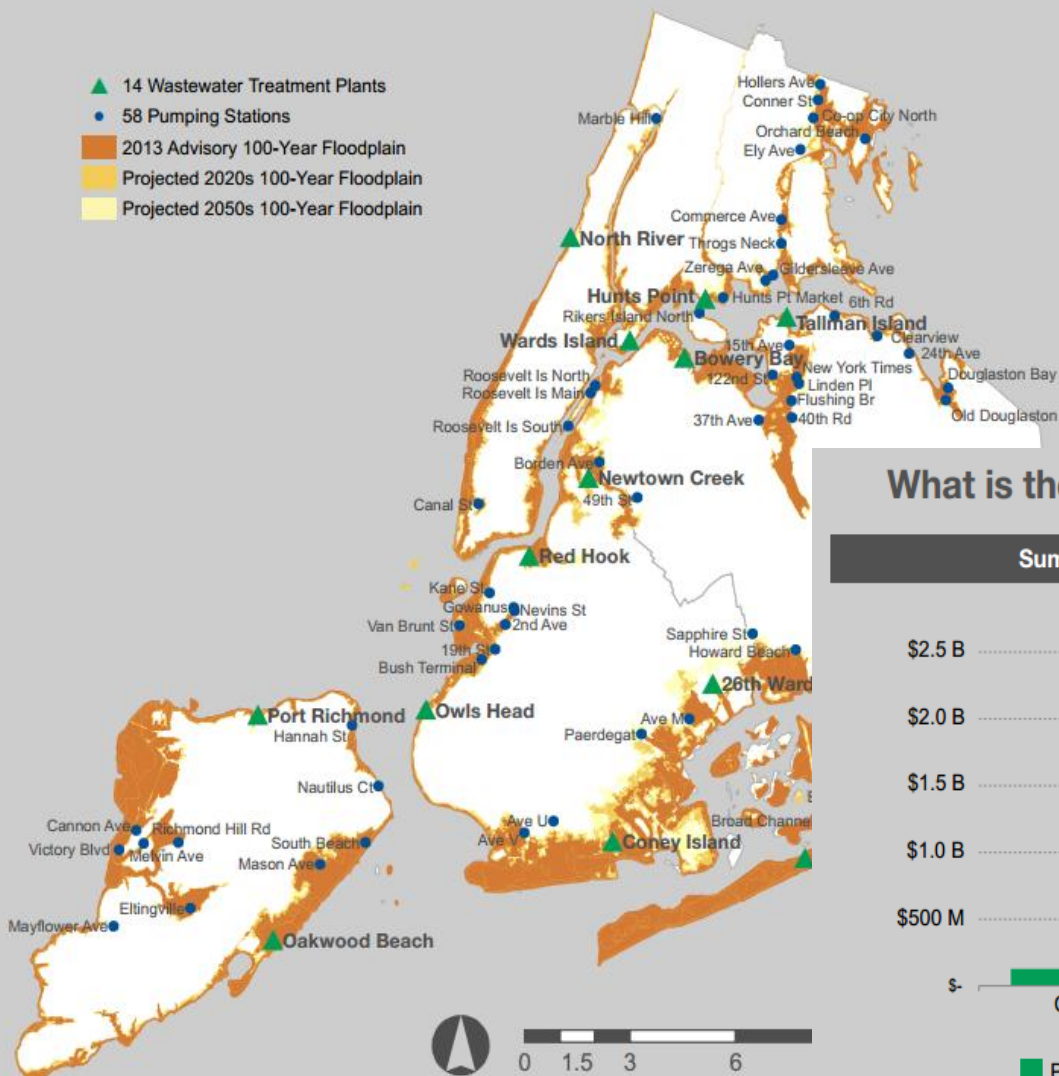 14 Wastewater Treatment Plants
58 Pumping Stations
2013 Advisory 100-Year Floodplain
Projected 2020s 100-Year Floodplain
Projected 2050s 100-Year Floodplain
Hollers Ave
Conner St
Co-op City North
Marble Hill
Orchard Beach
Ely Ave
Commerce Ave
North River
Throgs Neck
Zerega Ave
Gildersleeve Ave
Hunts Point
Hunts Pt Market
6th Rd
Rikers Island North
Tallman Island
Wards Island
15th Ave
Clearview
24th Ave
Bowery Bay
New York Times
Douglaston Bay
Roosevelt Is North
122nd St
Linden Pl
Roosevelt Is Main
Flushing Br
Old Douglaston
Roosevelt Is South
37th Ave
40th Rd
Borden Ave
Newtown Creek
49th St
Canal St
What is the
Sum
Red Hook
Kane St
Gowanus
Nevins St
Van Brunt St
2nd Ave
Sapphire St
19th St
Howard Beach
$2.5 B
Bush Terminal
26th Ward
Port Richmond
Owls Head
Ave M
$2.0 B
Hannah St
Paerdegat
Nautilus Ct
$1.5 B
Cannon Ave
Richmond Hill Rd
Ave U
Broad Channel
Victory Blvd
Melvin Ave
South Beach
Ave V
Coney Island
$1.0 B
Mason Ave
Eltingville
Mayflower Ave
$500 M
Oakwood Beach
$-
0 1.5 3 6